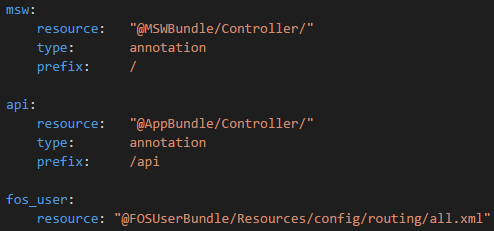 msw:
    resource:   "@MSWBundle/Controller/"
    type:       annotation
    prefix:     /
api:
    resource:   "@AppBundle/Controller/"
    type:       annotation
    prefix:     /api
fos_user:
    resource: "@FOSUserBundle/Resources/config/routing/all.xml"